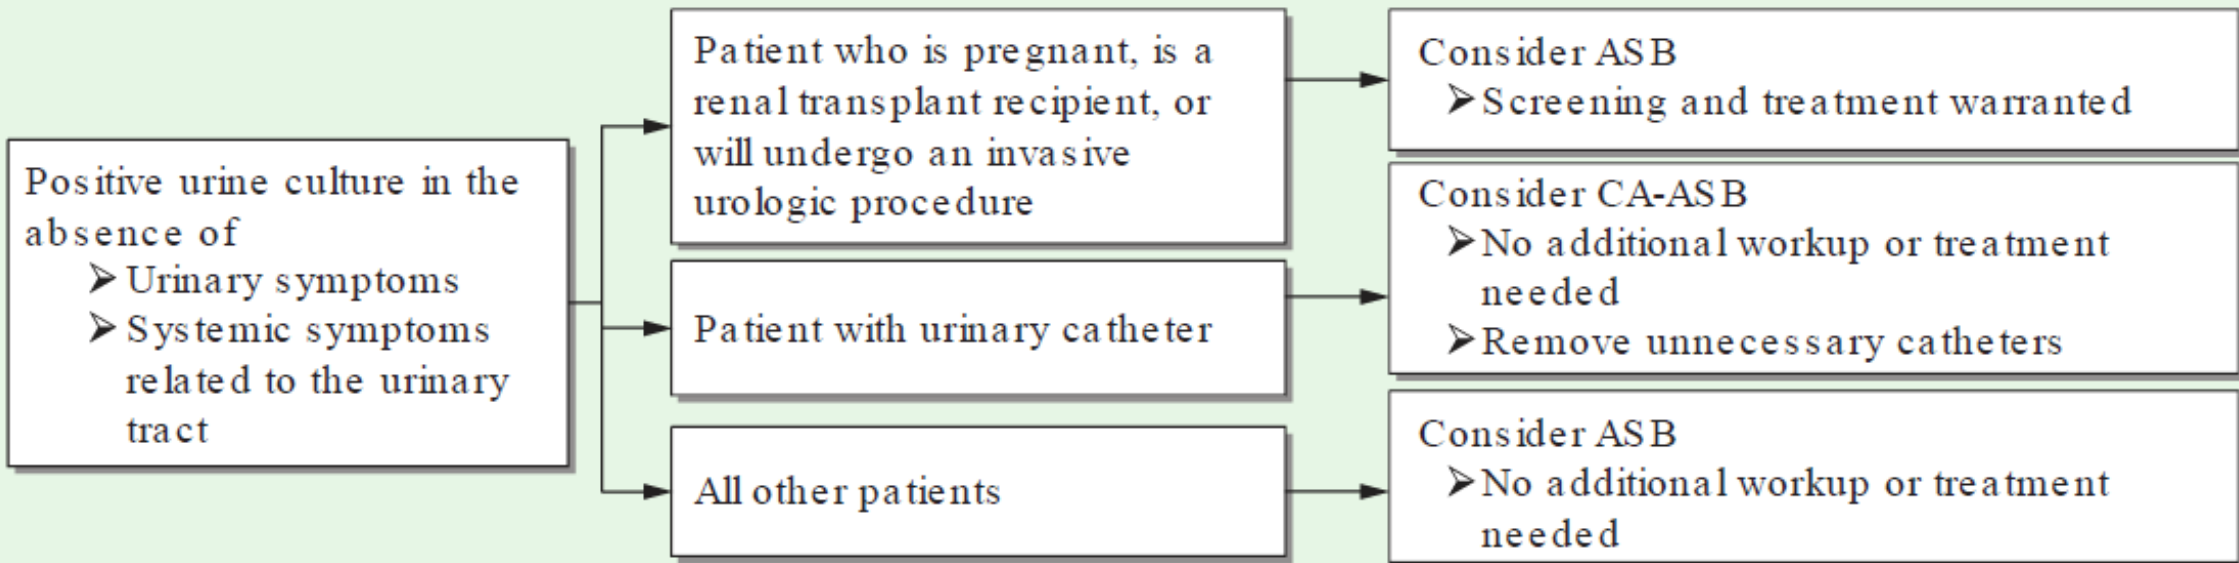 Positive urine culture in the
absence of
➤ Urinary symptoms
➤ Systemic symptoms
related to the urinary
tract
Patient who is pregnant, is a
renal transplant recipient, or
will undergo an invasive
urologic procedure
Patient with urinary catheter
All other patients
Consider ASB
➤ Screening and treatment warranted
Consider CA-ASB
➤ No additional workup or treatment
needed
➤ Remove unnecessary catheters
Consider ASB
➤ No additional workup or treatment
needed